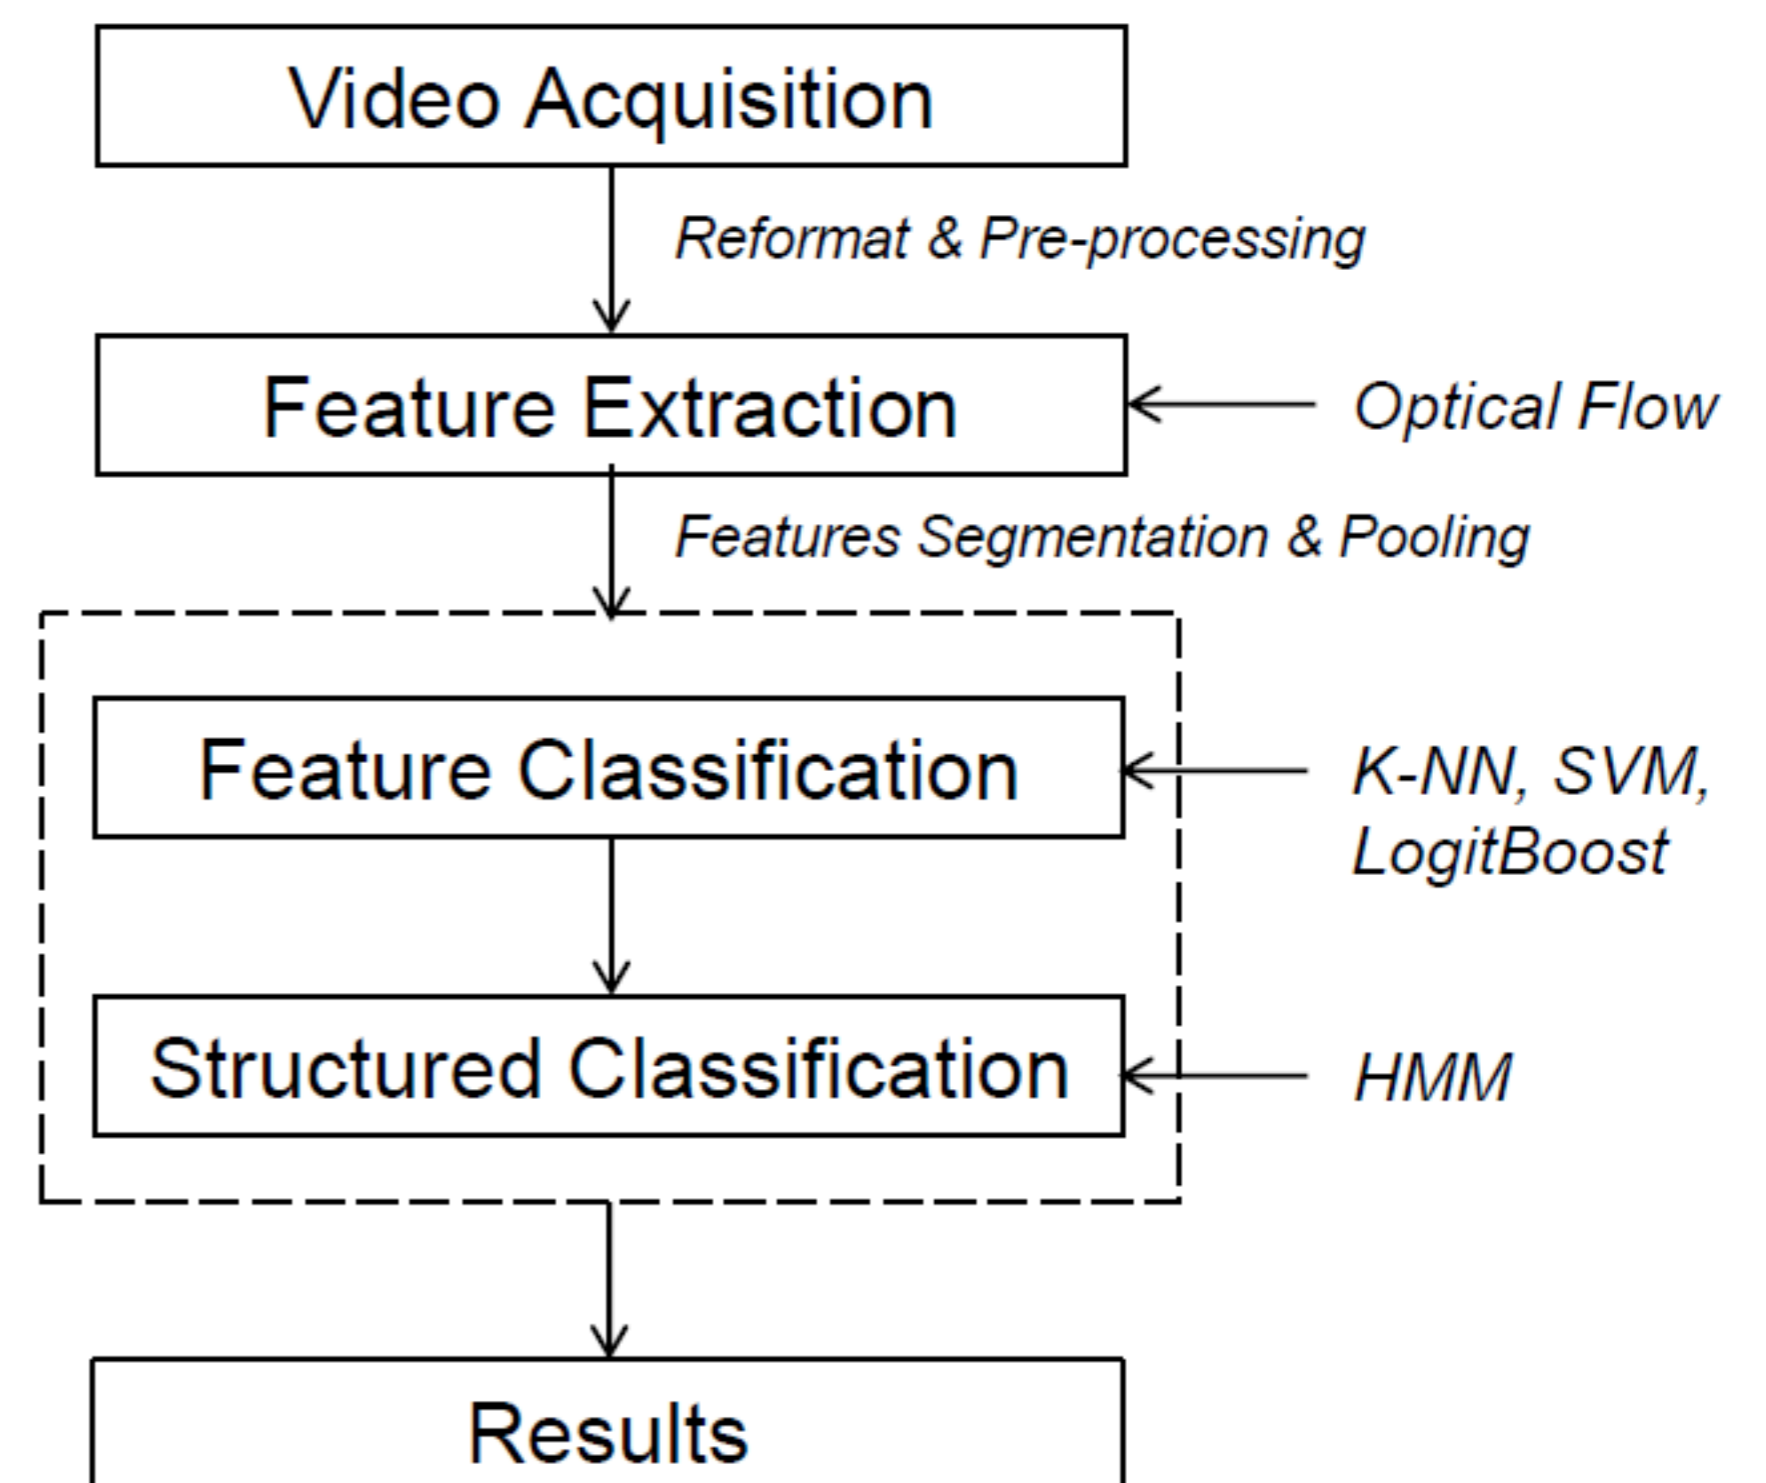 Video Acquisition
Reformat & Pre-processing
Feature Extraction
Optical Flow
Features Segmentation & Pooling
Feature Classification
K-NN, SVM,
LogitBoost
Structured Classification
HMM
Results